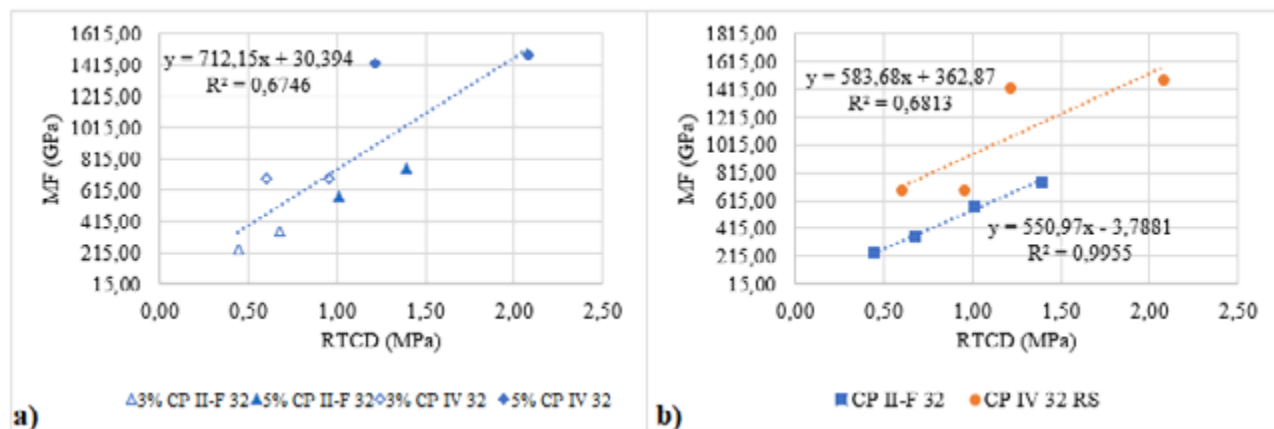 1615,00
1415,00
1215,00
1015,00
815,00
615,00
415,00
215,00
15,00
MF (GPa)
y = 712,15x + 30,394
R² = 0,6746
0,00 0,50 1,00 1,50 2,00 2,50
RTCD (MPa)
3% CP II-F 32 5% CP II-F 32 3% CP IV 32 5% CP IV 32
a)
1815,00
1615,00
1415,00
1215,00
1015,00
815,00
615,00
415,00
215,00
15,00
MF (GPa)
y = 583,68x + 362,87
R² = 0,6813
y = 550,97x - 3,7881
R² = 0,9955
0,00 0,50 1,00 1,50 2,00 2,50
RTCD (MPa)
CP II-F 32 CP IV 32 RS
b)